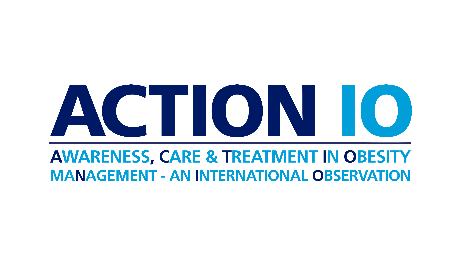 ACTION IO
AWARENESS, CARE & TREATMENT IN OBESITY
MANAGEMENT - AN INTERNATIONAL OBSERVATION